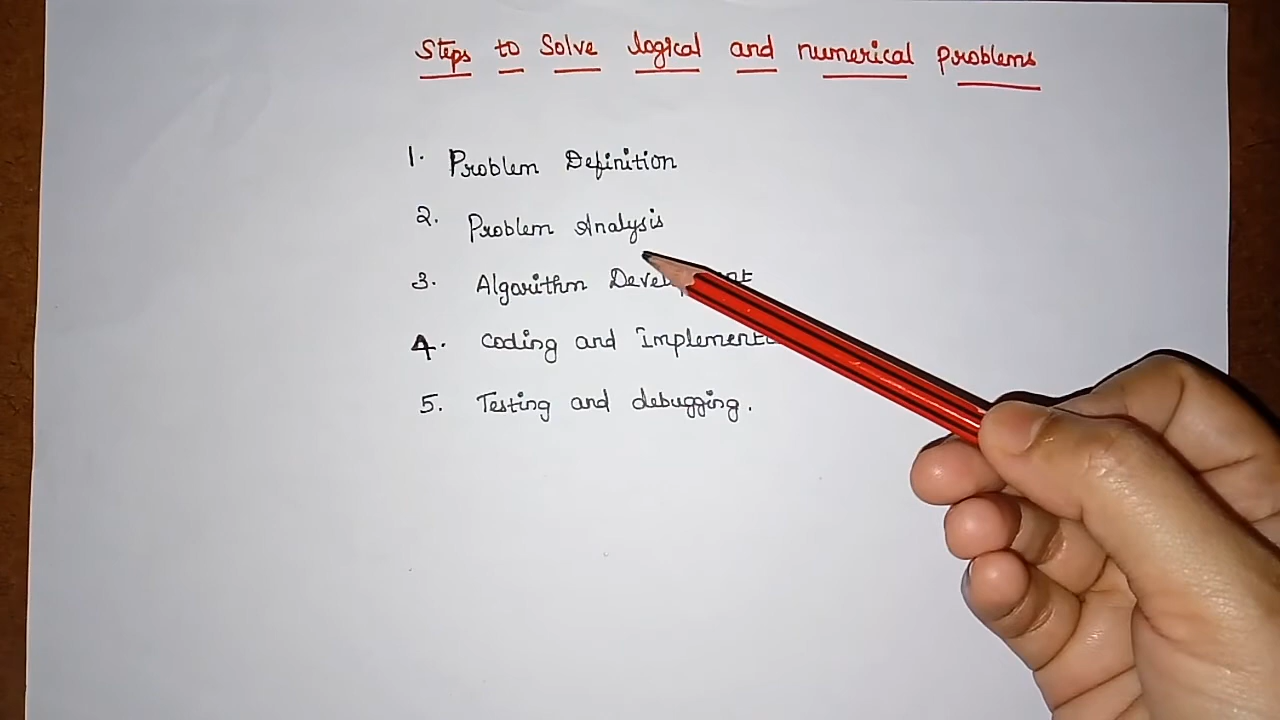 Steps to Solve logical and numerical problems
1. Problem Definition
2. Problem Analysis
3. Algorithm
4. Coding and
5. Testing and debugging.